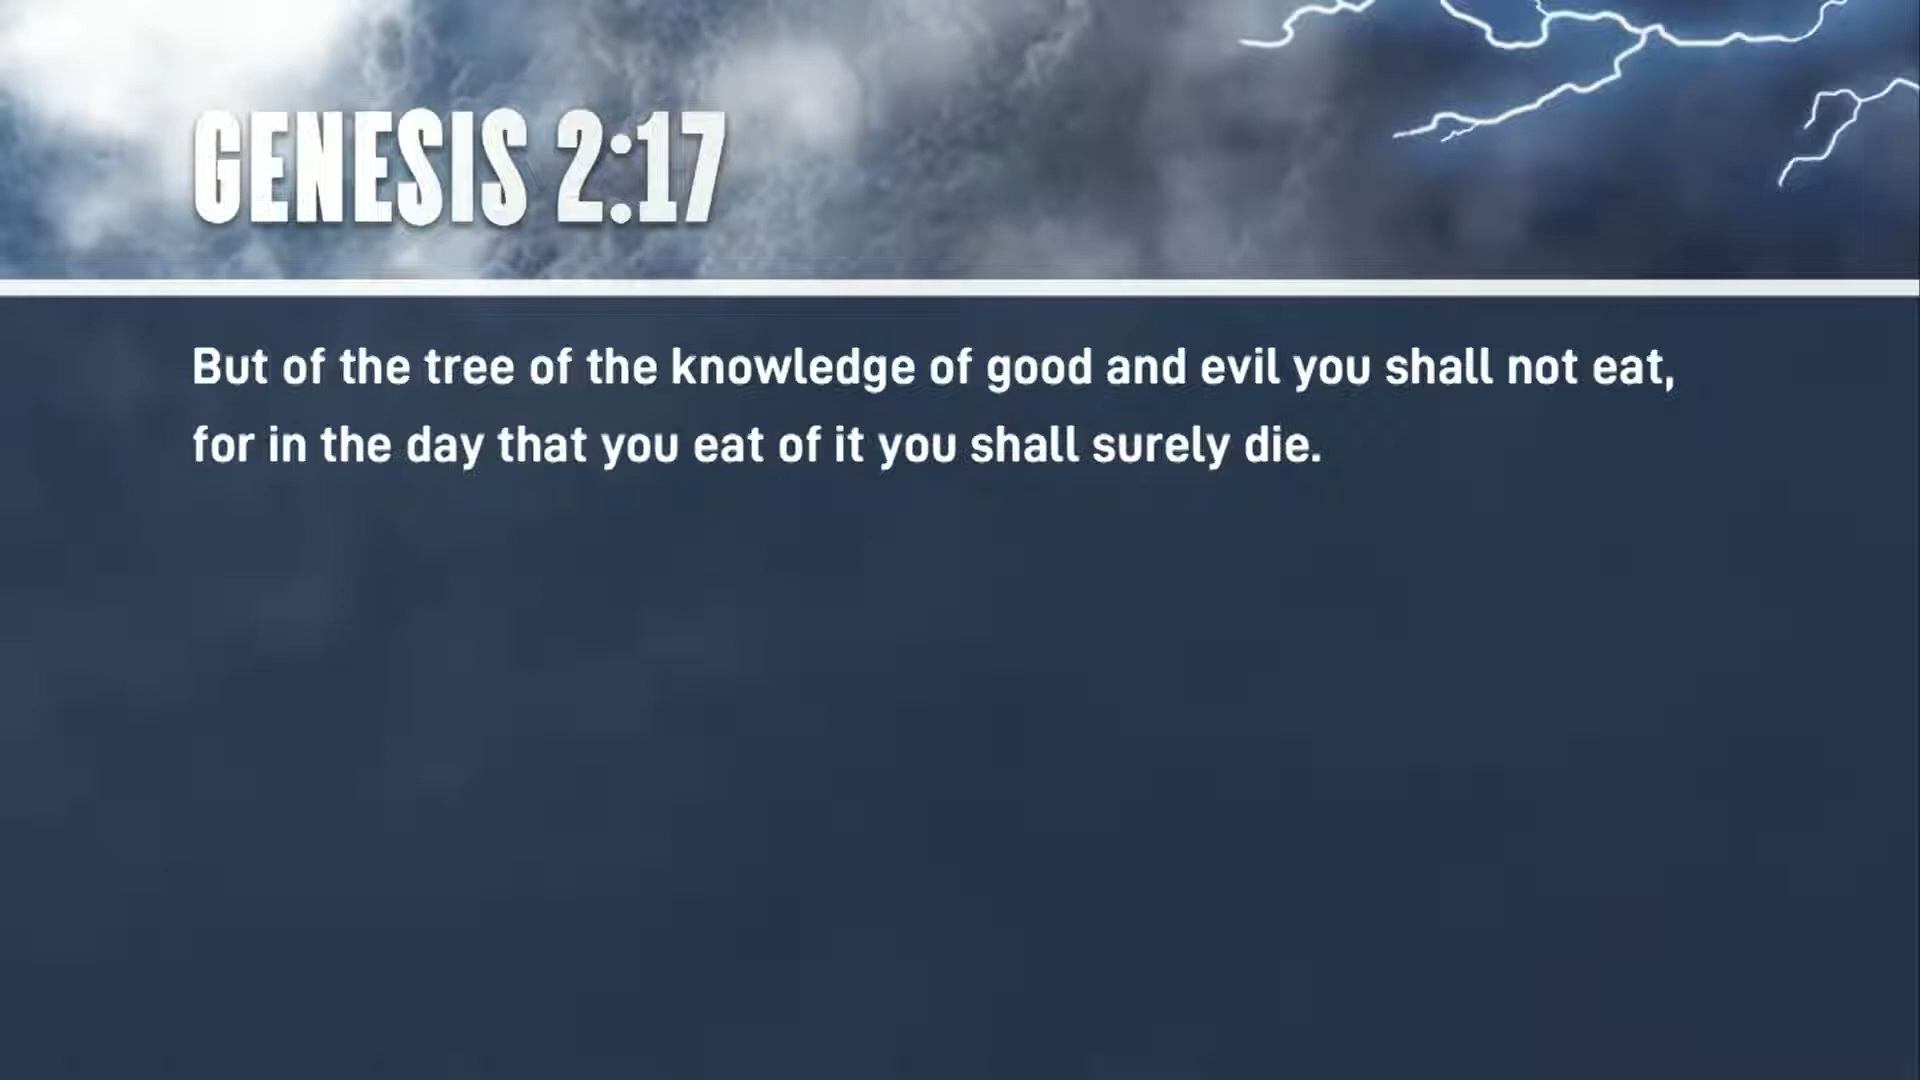 GENESIS 2:17
But of the tree of the knowledge of good and evil you shall not eat,
for in the day that you eat of it you shall surely die.